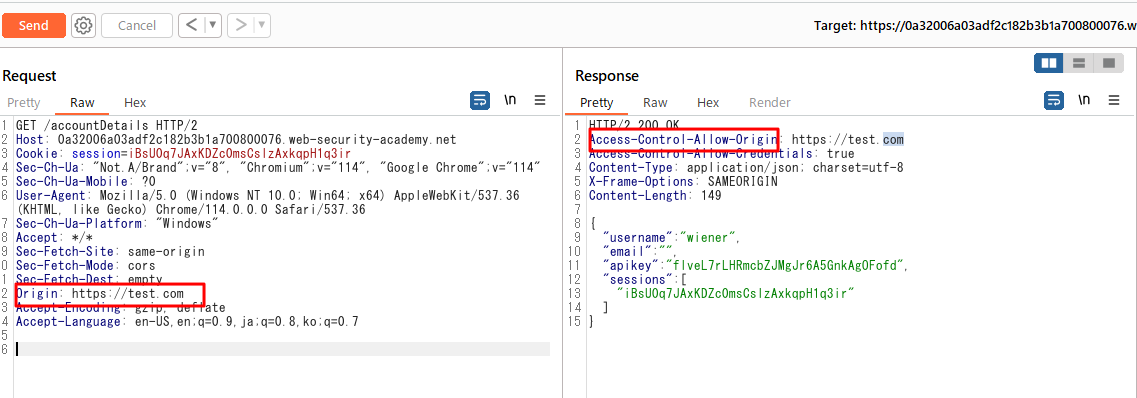 Send
Cancel
Target: https://0a32006a03adf2c182b3b1a700800076.w
Request
Pretty
Raw
Hex
\n
1 GET /accountDetails HTTP/2
2 Host: 0a32006a03adf2c182b3b1a700800076.web-security-academy.net
3 Cookie: session=iBsU0q7JAxKDZcOmsCslzAxkqpH1q3ir
4 Sec-Ch-Ua: "Not.A/Brand";v="8", "Chromium";v="114", "Google Chrome";v="114"
5 Sec-Ch-Ua-Mobile: ?0
6 User-Agent: Mozilla/5.0 (Windows NT 10.0; Win64; x64) AppleWebKit/537.36
(KHTML, like Gecko) Chrome/114.0.0.0 Safari/537.36
7 Sec-Ch-Ua-Platform: "Windows"
8 Accept: */*
9 Sec-Fetch-Site: same-origin
0 Sec-Fetch-Mode: cors
1 Sec-Fetch-Dest: empty
2 Origin: https://test.com
3 Accept-Encoding: gzip, deflate
4 Accept-Language: en-US,en;q=0.9,ja;q=0.8,ko;q=0.7
5
6
Response
Pretty
Raw
Hex
Render
\n
1 HTTP/2 200 OK
2 Access-Control-Allow-Origin: https://test.com
3 Access-Control-Allow-Credentials: true
4 Content-Type: application/json; charset=utf-8
5 X-Frame-Options: SAMEORIGIN
6 Content-Length: 149
7
8 {
9 "username":"wiener",
10 "email":"",
11 "apikey":"flveL7rLHRmcbZJMgJr6A5GnkAgOFofd",
12 "sessions":[
13 "iBsU0q7JAxKDZcOmsCslzAxkqpH1q3ir"
14 ]
15 }